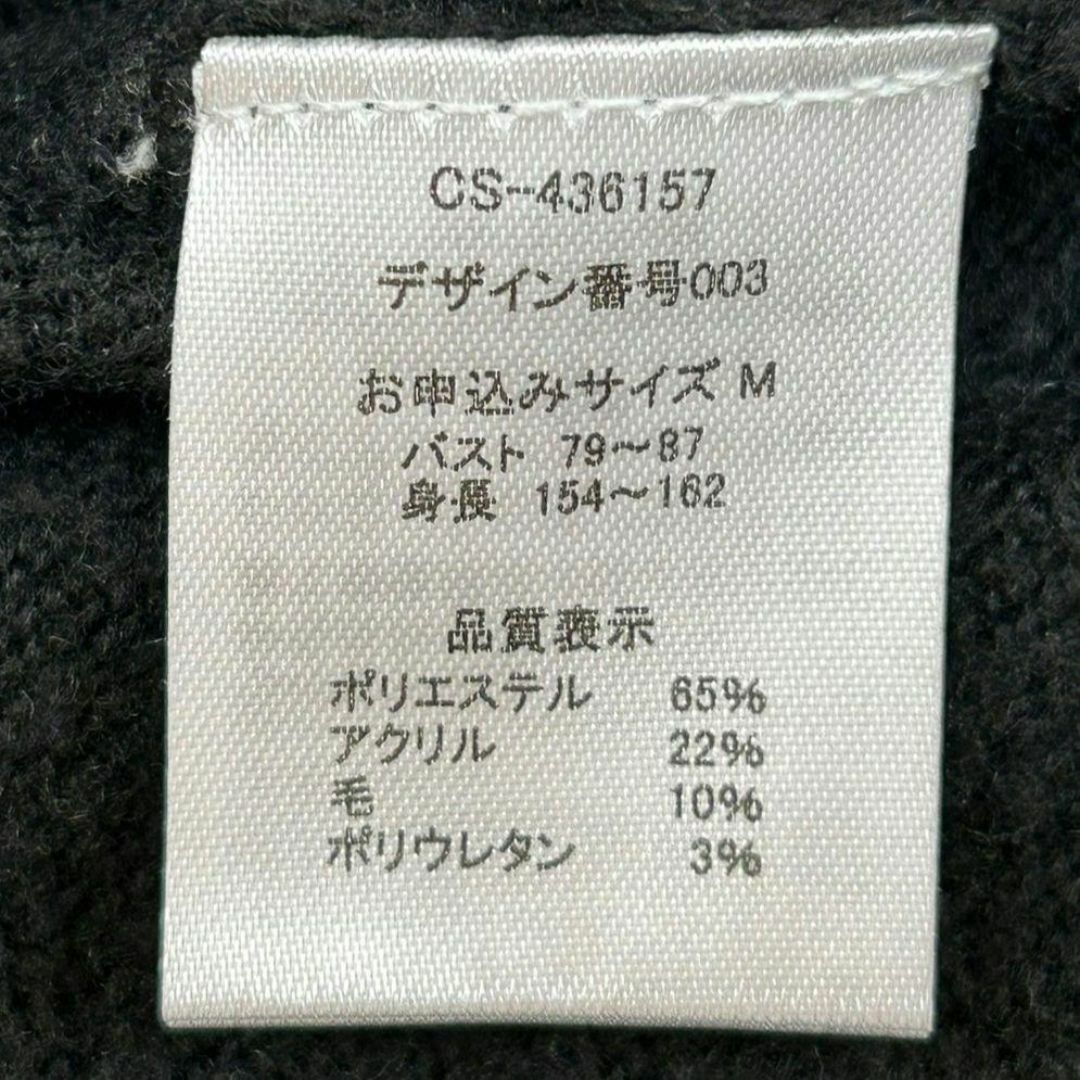 CS-436157
デザイン番号003
お申込みサイズ M
バスト 79～87
身長 154～162
品質表示
ポリエステル 65%
アクリル 22%
毛 10%
ポリウレタン 3%